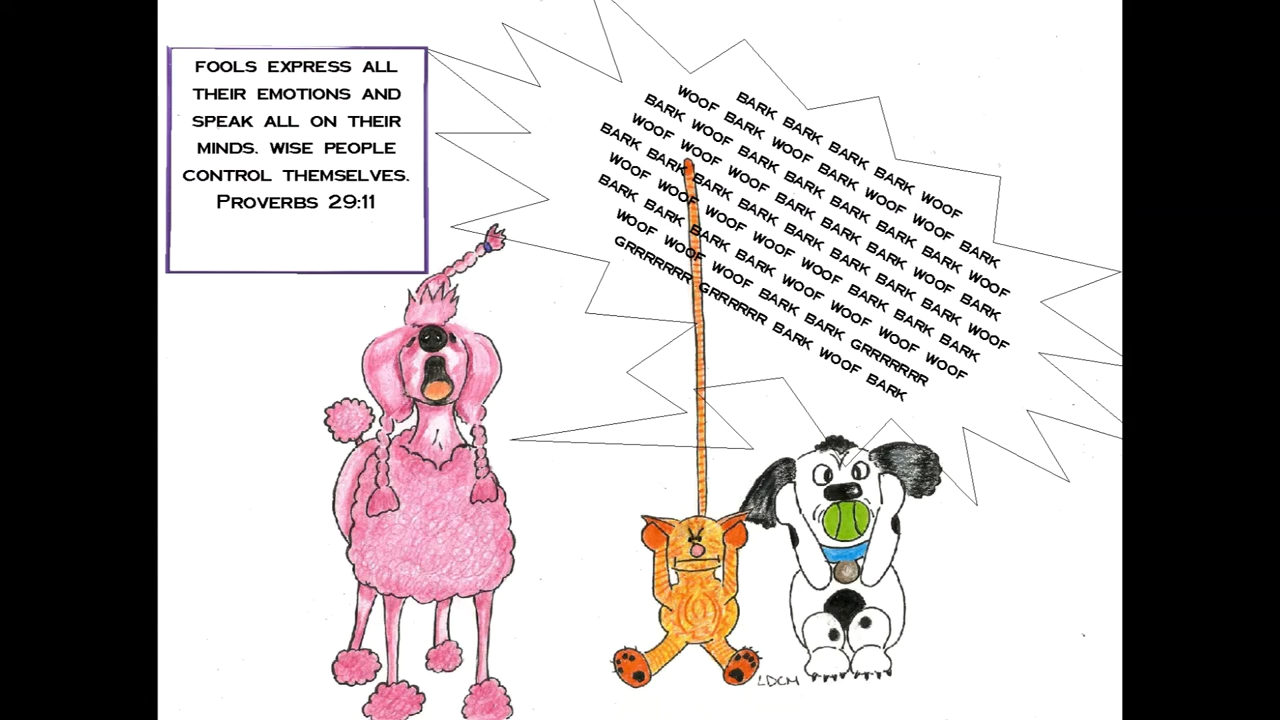 FOOLS EXPRESS ALL
THEIR EMOTIONS AND
SPEAK ALL ON THEIR
MINDS. WISE PEOPLE
CONTROL THEMSELVES.
PROVERBS 29:11
BARK BARK BARK BARK WOOF
WOOF BARK WOOF BARK WOOF WOOF BARK
BARK WOOF BARK BARK BARK BARK BARK WOOF
WOOF WOOF WOOF BARK BARK BARK WOOF BARK
BARK BARK BARK BARK BARK BARK BARK BARK WOOF
WOOF WOOF WOOF WOOF WOOF BARK BARK BARK
BARK BARK BARK BARK WOOF WOOF WOOF WOOF
WOOF WOOF WOOF BARK BARK GRRRRRRR
GRRRRRRR GRRRRRR BARK WOOF BARK
LDCM